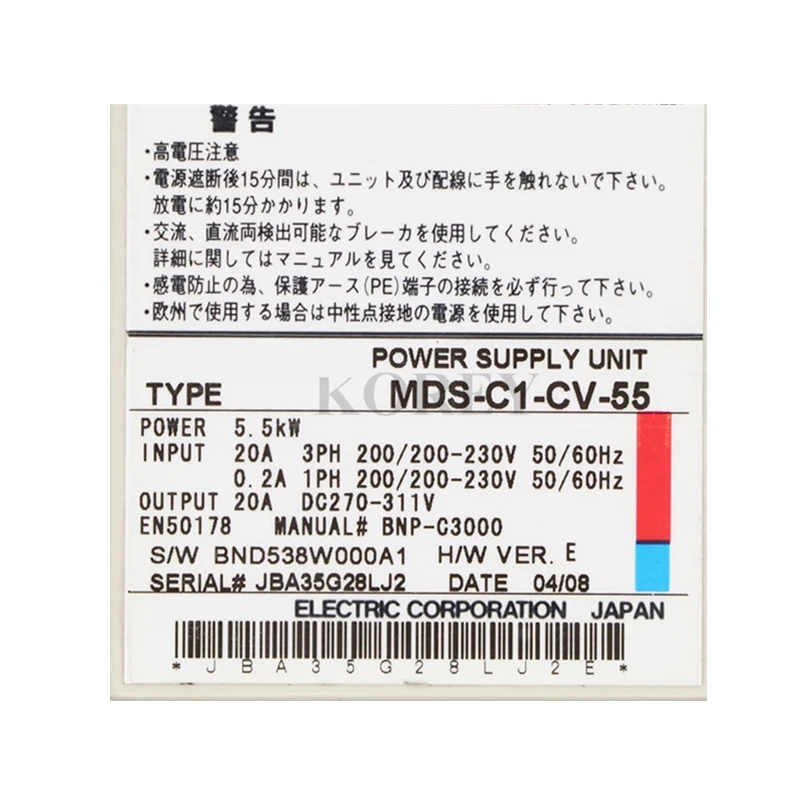 警告
・高電圧注意
・電源遮断後15分間は、ユニット及び配線に手を触れないで下さい。
放電に約15分かかります。
・交流、直流両検出可能なブレーカを使用してください。
詳細に関してはマニュアルを見てください。
・感電防止の為、保護アース(PE)端子の接続を必ず行って下さい。
・欧州で使用する場合は中性点接地の電源を使用して下さい。
POWER SUPPLY UNIT
TYPE MDS-C1-CV-55
KOREY
POWER 5.5kW
INPUT 20A 3PH 200/200-230V 50/60Hz
0.2A 1PH 200/200-230V 50/60Hz
OUTPUT 20A DC270-311V
EN50178 MANUAL# BNP-C3000
S/W BND538W000A1 H/W VER. E
SERIAL# JBA35G28LJ2 DATE 04/08
ELECTRIC CORPORATION JAPAN
*JBA35G28LJ2E*